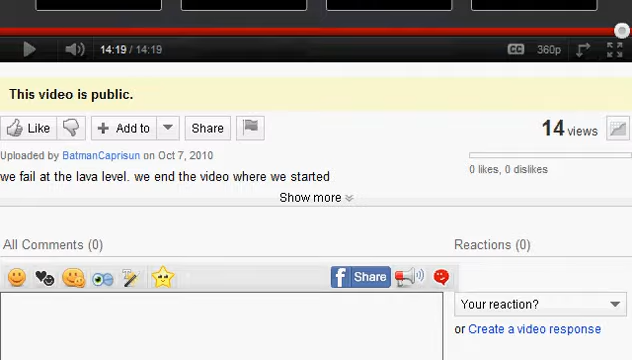 14:19 / 14:19 CC 360p
This video is public.
Like Add to Share 14 views
Uploaded by BatmanCaprisun on Oct 7, 2010
0 likes, 0 dislikes
we fail at the lava level. we end the video where we started
Show more
All Comments (0) Reactions (0)
f Share
Your reaction?
or Create a video response